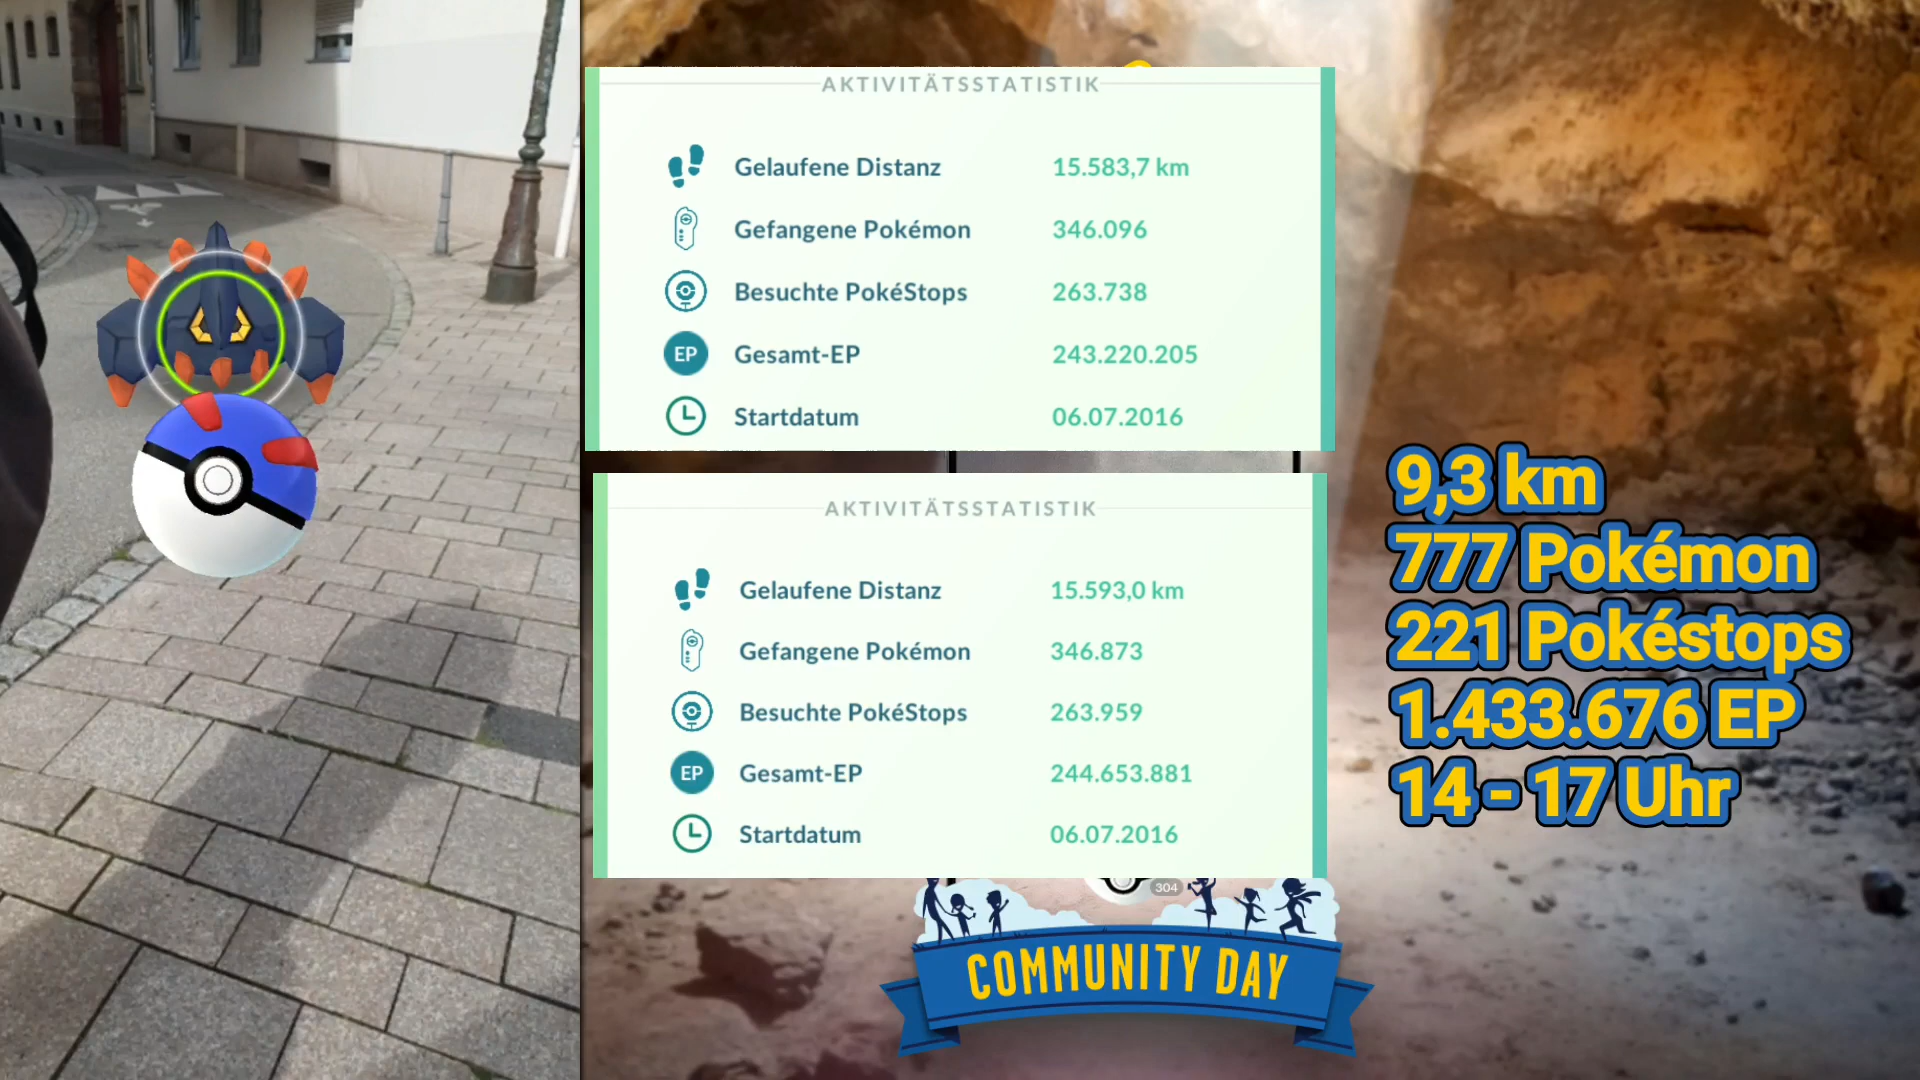 AKTIVITÄTSSTATISTIK
Gelaufene Distanz 15.583,7 km
Gefangene Pokémon 346.096
Besuchte PokéStops 263.738
EP Gesamt-EP 243.220.205
Startdatum 06.07.2016
AKTIVITÄTSSTATISTIK
Gelaufene Distanz 15.593,0 km
Gefangene Pokémon 346.873
Besuchte PokéStops 263.959
EP Gesamt-EP 244.653.881
Startdatum 06.07.2016
9,3 km
777 Pokémon
221 Pokéstops
1.433.676 EP
14 - 17 Uhr
304
COMMUNITY DAY